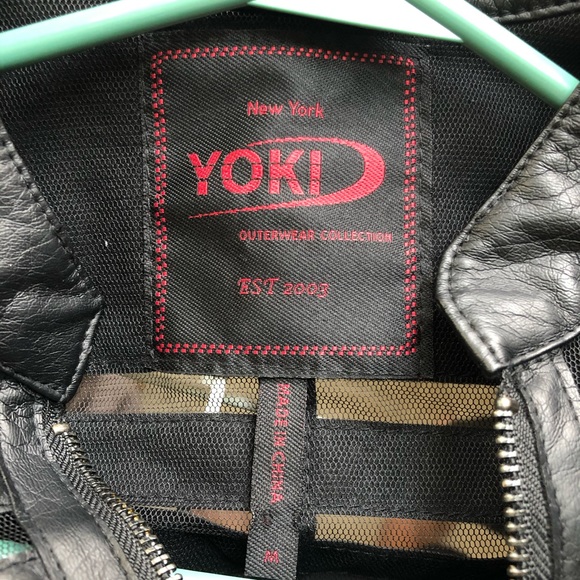 New York
YOKI
OUTERWEAR COLLECTION
EST 2003
MADE IN CHINA
M